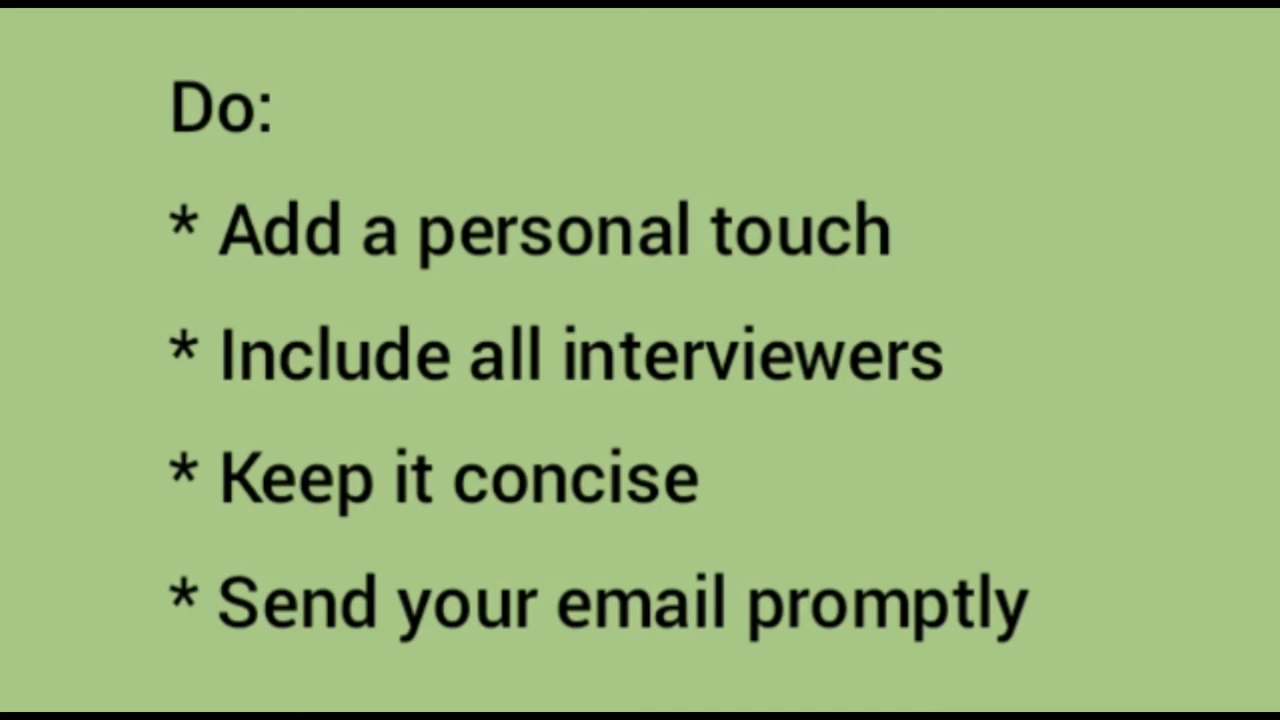 Do:
* Add a personal touch
* Include all interviewers
* Keep it concise
* Send your email promptly